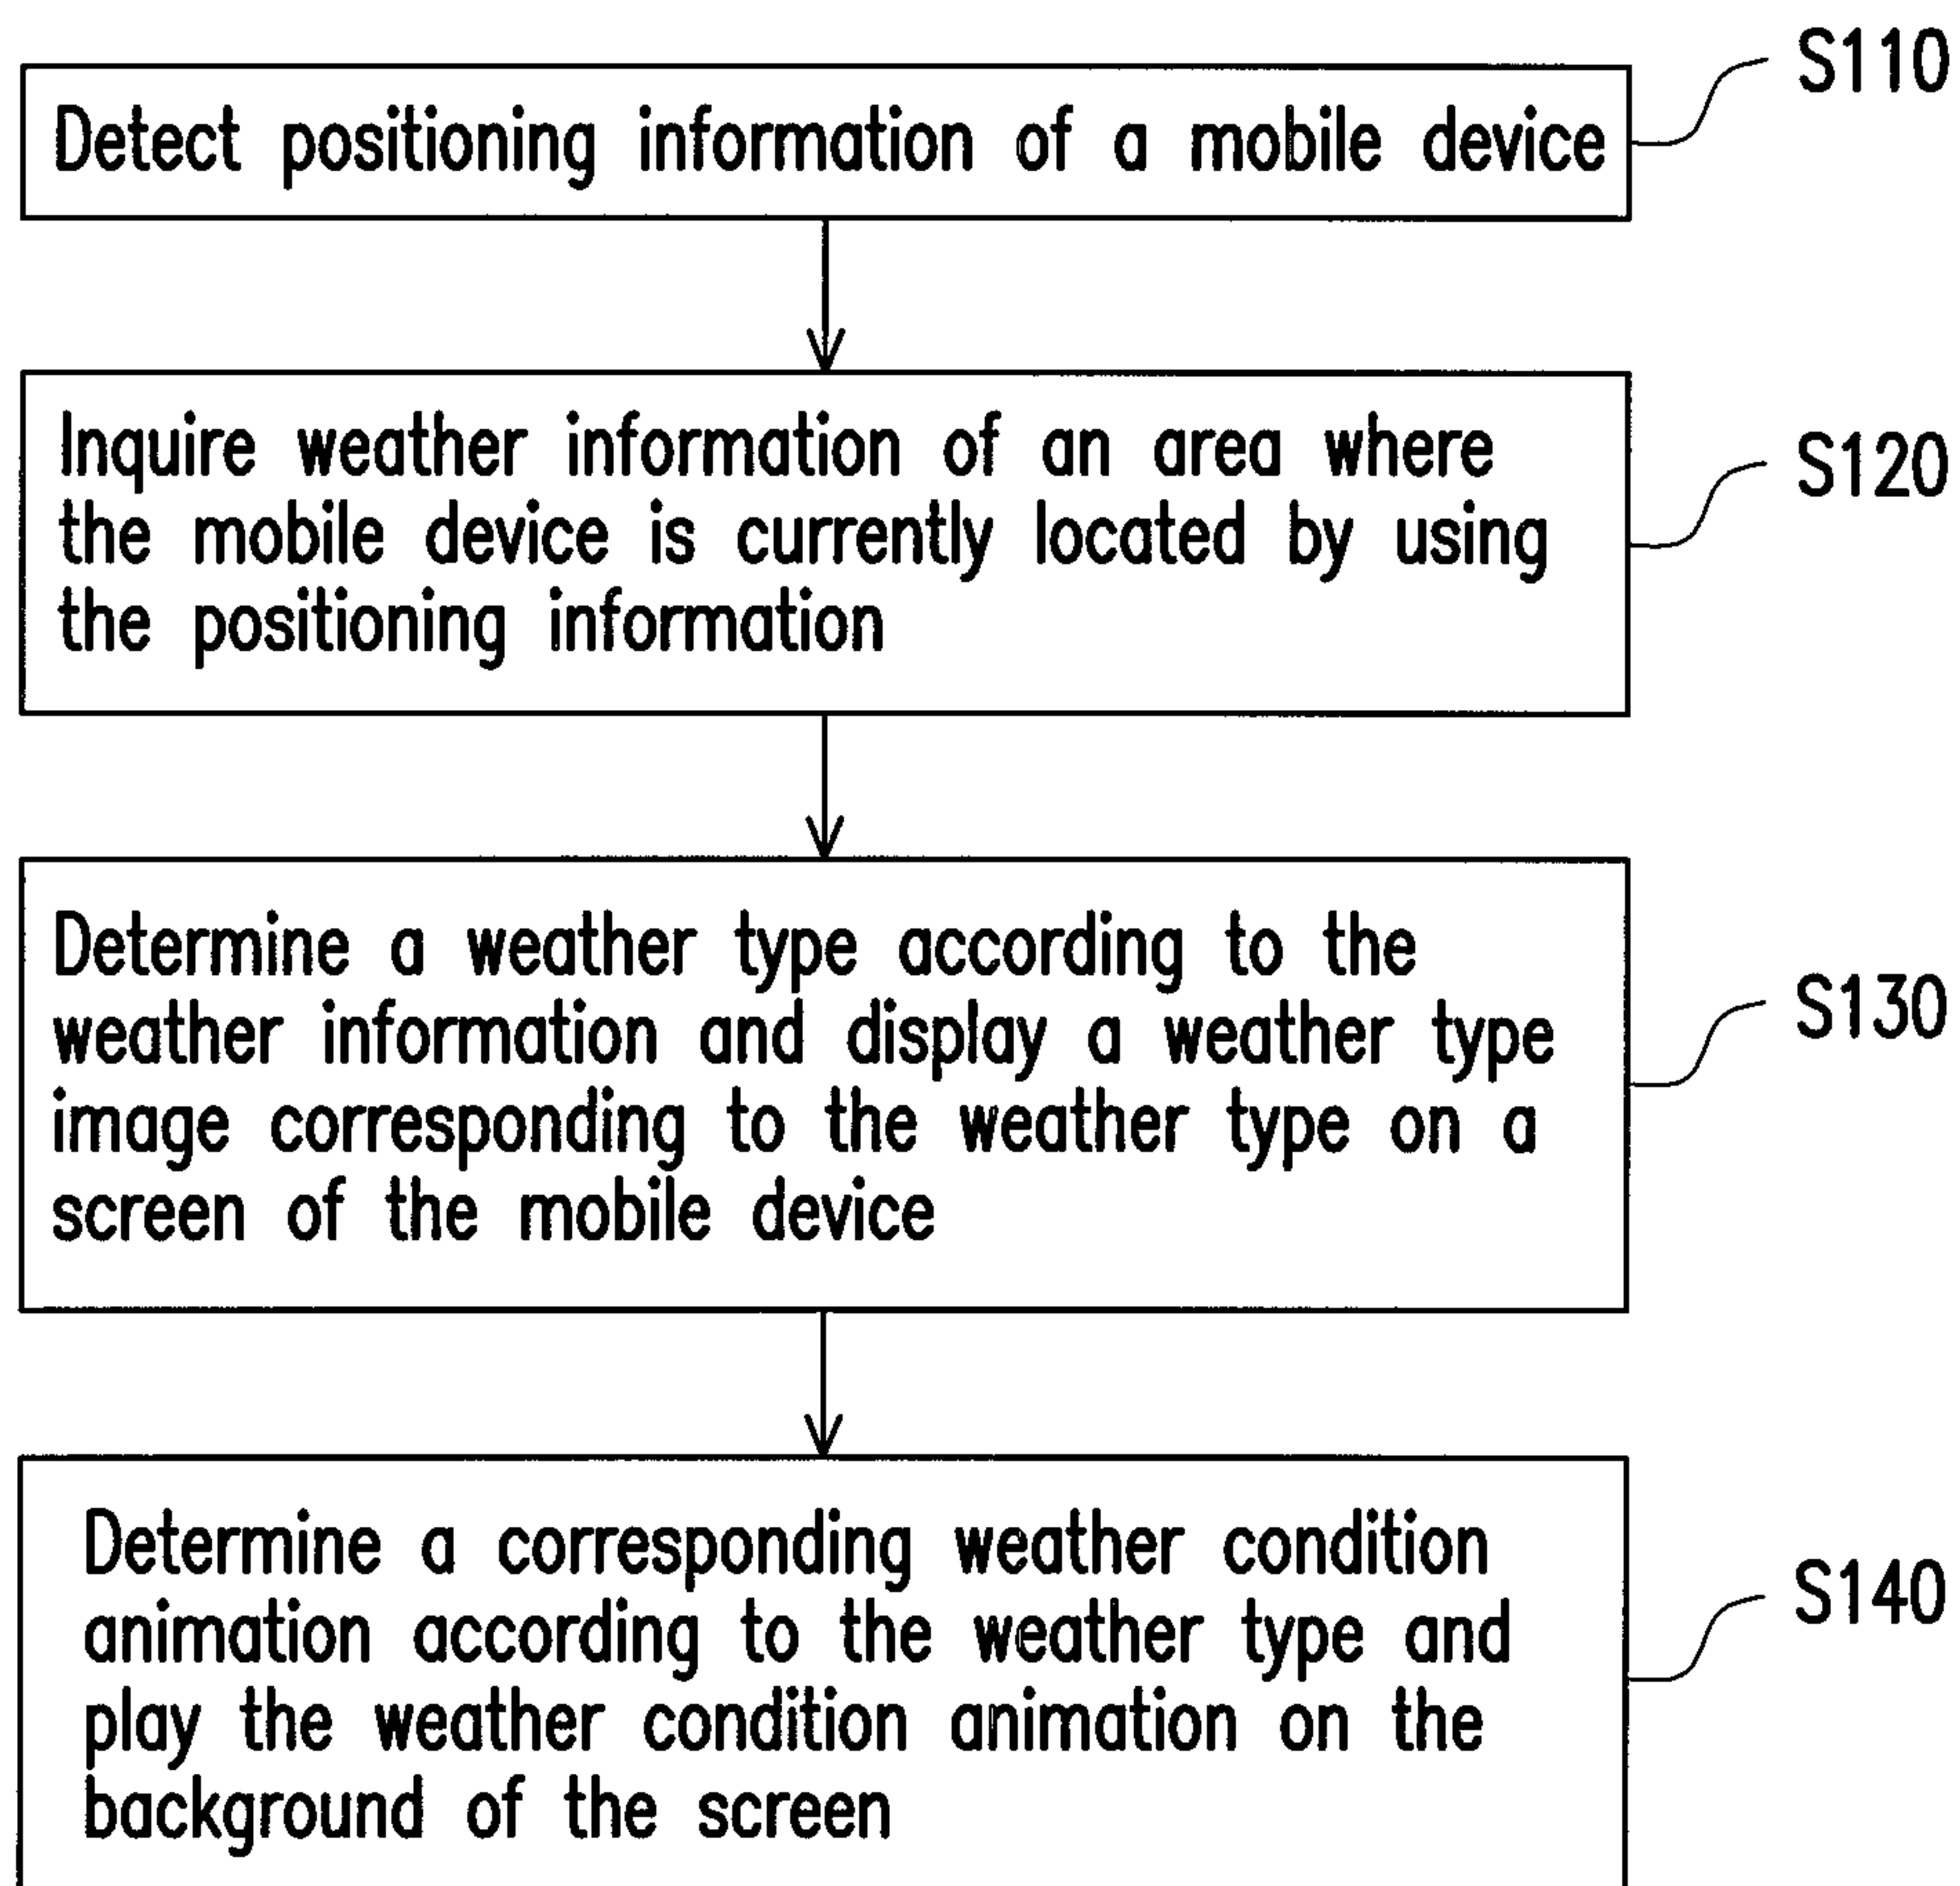 S110
Detect positioning information of a mobile device
Inquire weather information of an area where
the mobile device is currently located by using
the positioning information
S120
Determine a weather type according to the
weather information and display a weather type
image corresponding to the weather type on a
screen of the mobile device
S130
Determine a corresponding weather condition
animation according to the weather type and
play the weather condition animation on the
background of the screen
S140